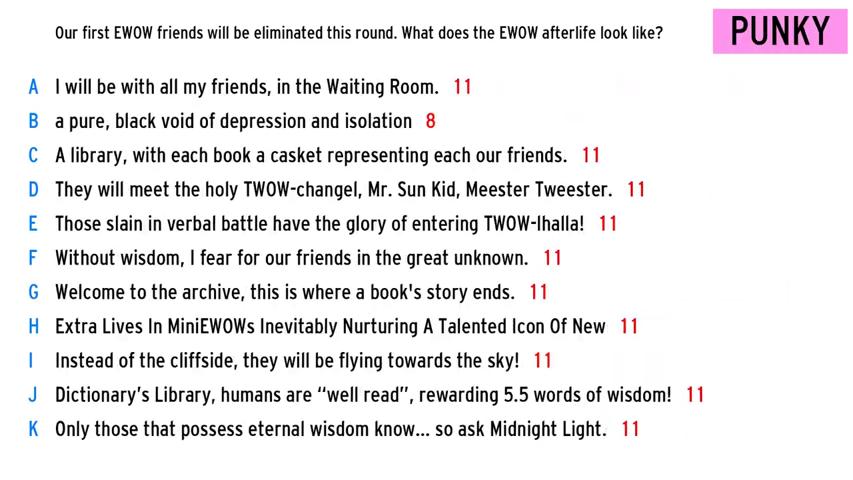 Our first EWOW friends will be eliminated this round. What does the EWOW afterlife look like?
PUNKY
A I will be with all my friends, in the Waiting Room. 11
B a pure, black void of depression and isolation 8
C A library, with each book a casket representing each our friends. 11
D They will meet the holy TWOW-changel, Mr. Sun Kid, Meester Tweester. 11
E Those slain in verbal battle have the glory of entering TWOW-lhalla! 11
F Without wisdom, I fear for our friends in the great unknown. 11
G Welcome to the archive, this is where a book's story ends. 11
H Extra Lives In MiniEWOWs Inevitably Nurturing A Talented Icon Of New 11
I Instead of the cliffside, they will be flying towards the sky! 11
J Dictionary’s Library, humans are “well read”, rewarding 5.5 words of wisdom! 11
K Only those that possess eternal wisdom know... so ask Midnight Light. 11